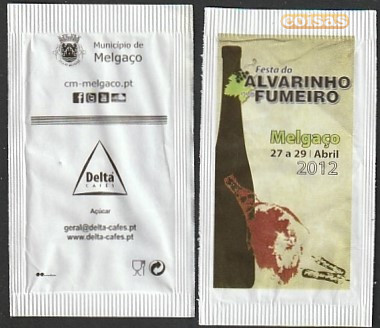 Município de
Melgaço
cm-melgaco.pt
Delta
CAFÉS
Açúcar
geral@delta-cafes.pt
www.delta-cafes.pt
coisas
Festa do
ALVARINHO
FUMEIRO
Melgaço
27 a 29 | Abril
2012